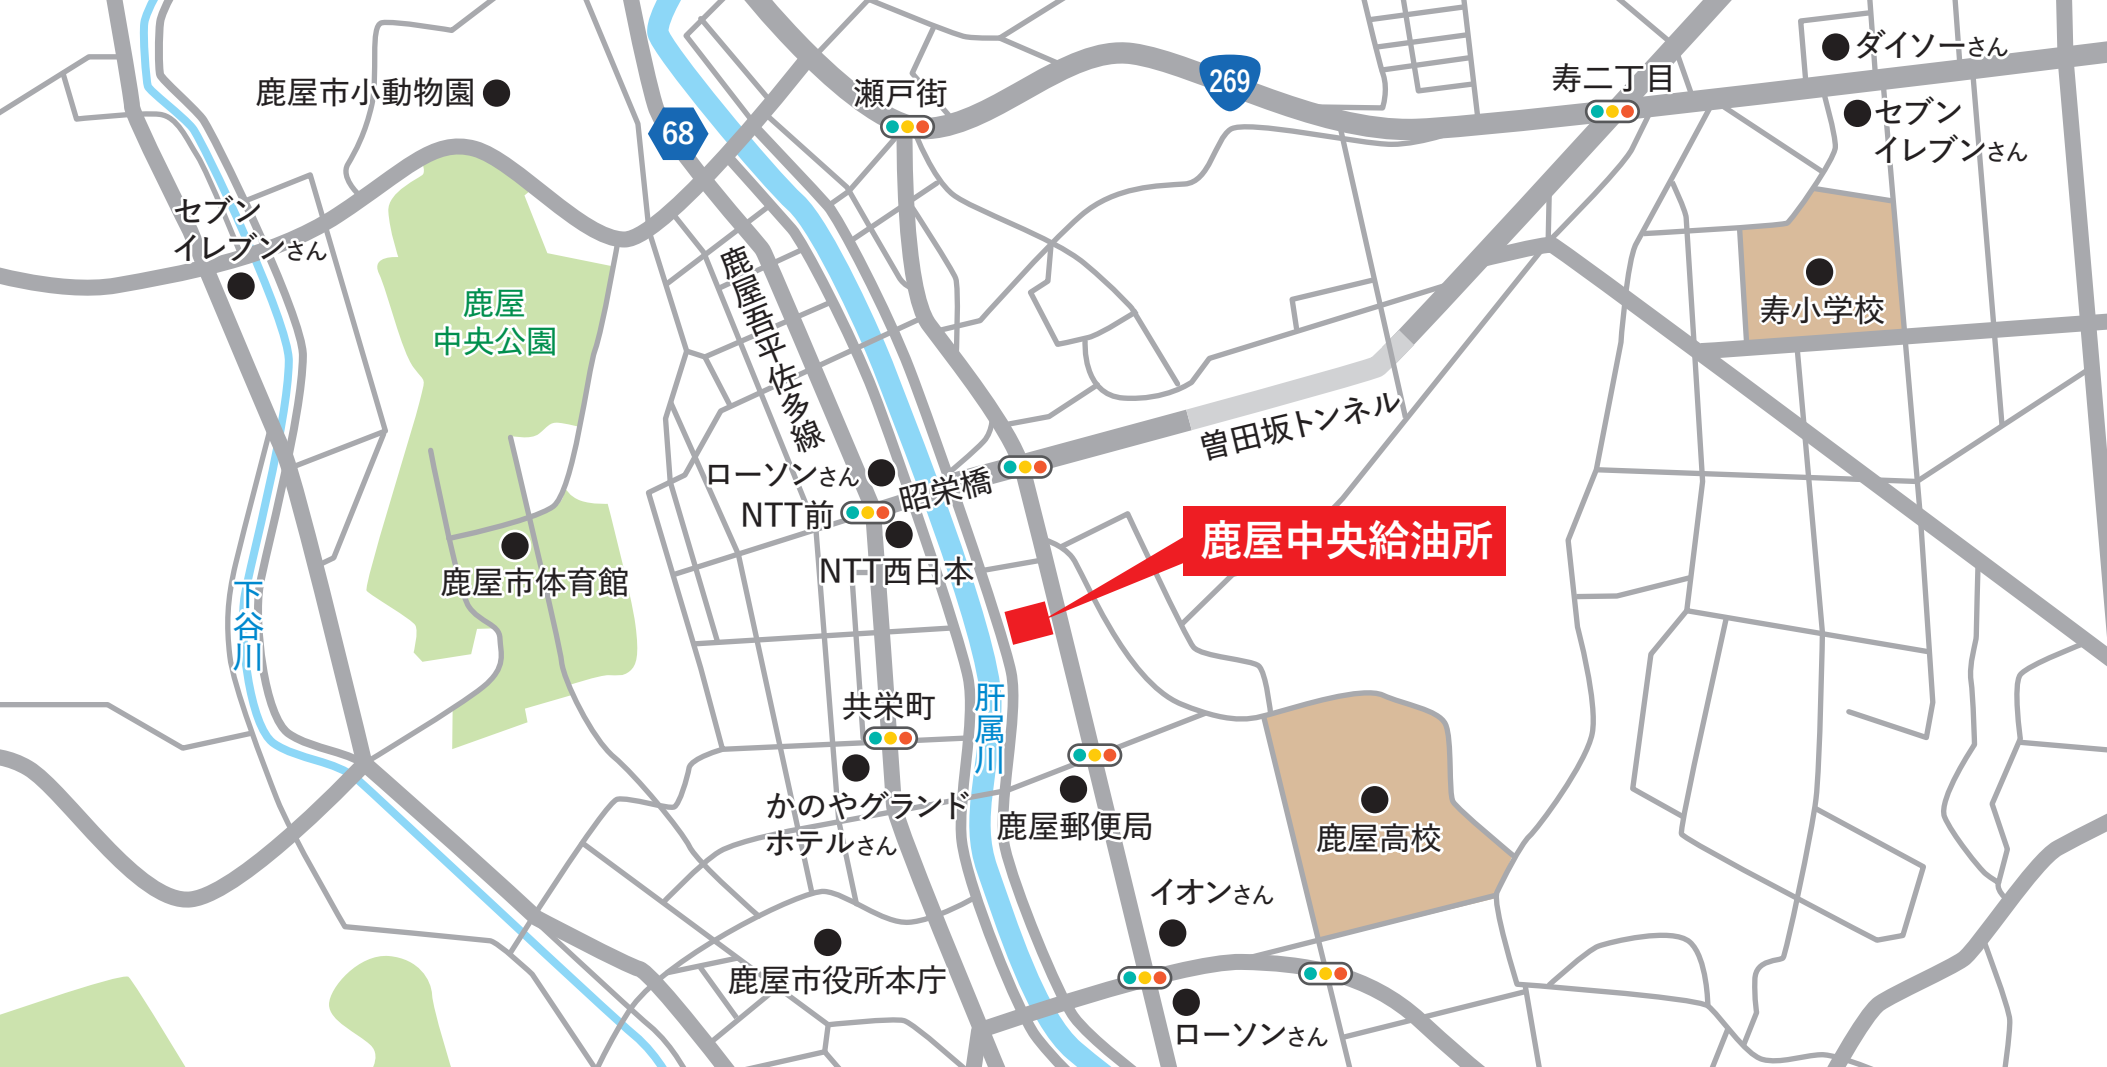 ダイソーさん
269
寿二丁目
鹿屋市小動物園
瀬戸街
セブン
イレブンさん
68
セブン
イレブンさん
鹿屋吾平佐多線
寿小学校
鹿屋
中央公園
曽田坂トンネル
ローソンさん
昭栄橋
NTT前
鹿屋中央給油所
NTT西日本
鹿屋市体育館
下谷川
肝属川
共栄町
かのやグランド
ホテルさん
鹿屋郵便局
鹿屋高校
イオンさん
鹿屋市役所本庁
ローソンさん